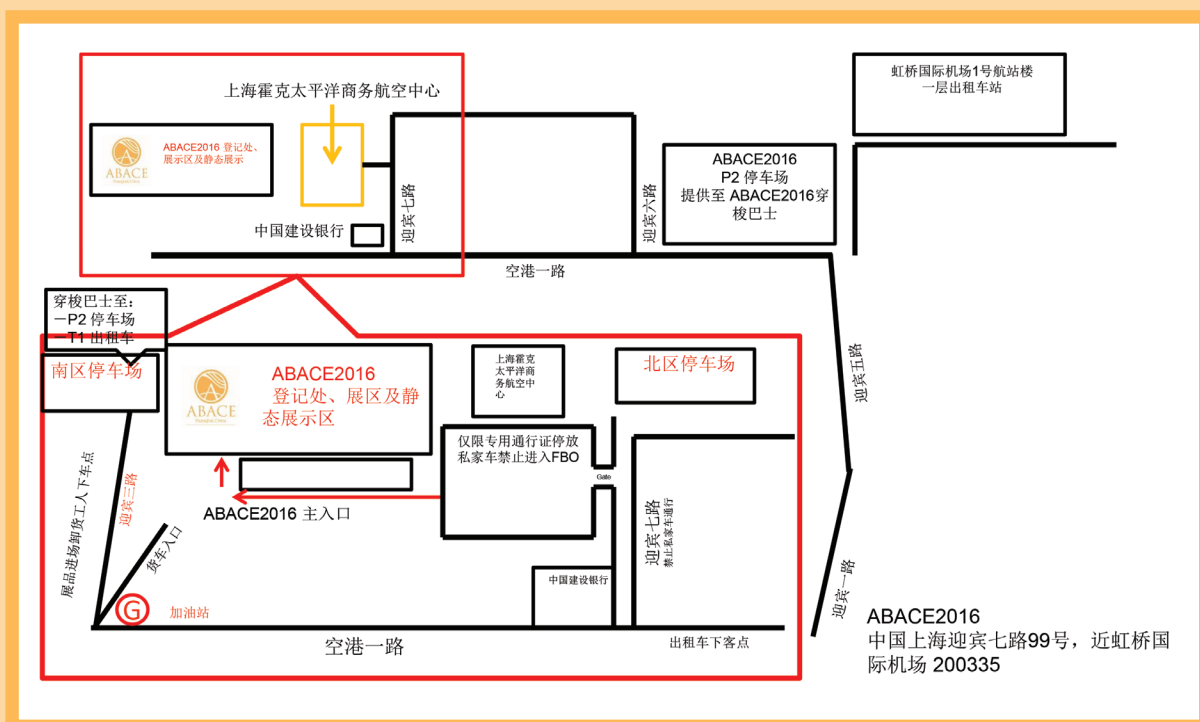 上海霍克太平洋商务航空中心
虹桥国际机场1号航站楼
一层出租车站
ABACE
ABACE2016 登记处、
展示区及静态展示
ABACE2016
P2 停车场
提供至 ABACE2016穿
梭巴士
迎宾七路
迎宾六路
中国建设银行
空港一路
穿梭巴士至：
－P2 停车场
－T1 出租车
南区停车场
ABACE
ABACE2016
登记处、展区及静
态展示区
上海霍克
太平洋商
务航空中
心
北区停车场
迎宾五路
仅限专用通行证停放
私家车禁止进入FBO
Gate
展品进场卸货工人下车点
迎宾三路
货车入口
ABACE2016 主入口
迎宾七路
禁止私家车通行
中国建设银行
迎宾一路
G
加油站
空港一路
出租车下客点
ABACE2016
中国上海迎宾七路99号，近虹桥国
际机场 200335